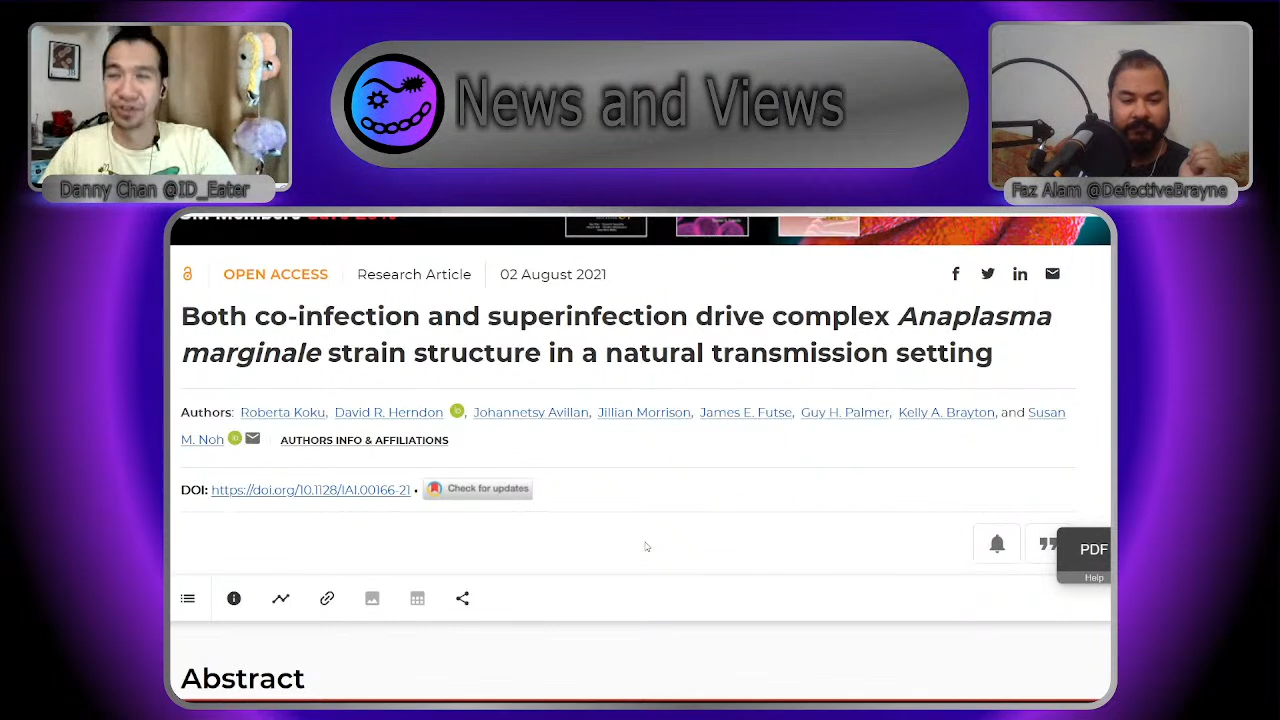 News and Views
Danny Chan @ID_Eater
Faz Alam @DefectiveBrayne
OPEN ACCESS Research Article 02 August 2021
Both co-infection and superinfection drive complex Anaplasma
marginale strain structure in a natural transmission setting
Authors: Roberta Koku, David R. Herndon, Johannetsy Avillan, Jillian Morrison, James E. Futse, Guy H. Palmer, Kelly A. Brayton, and Susan
M. Noh AUTHORS INFO & AFFILIATIONS
DOI: https://doi.org/10.1128/IAI.00166-21 • Check for updates
PDF
Help
Abstract